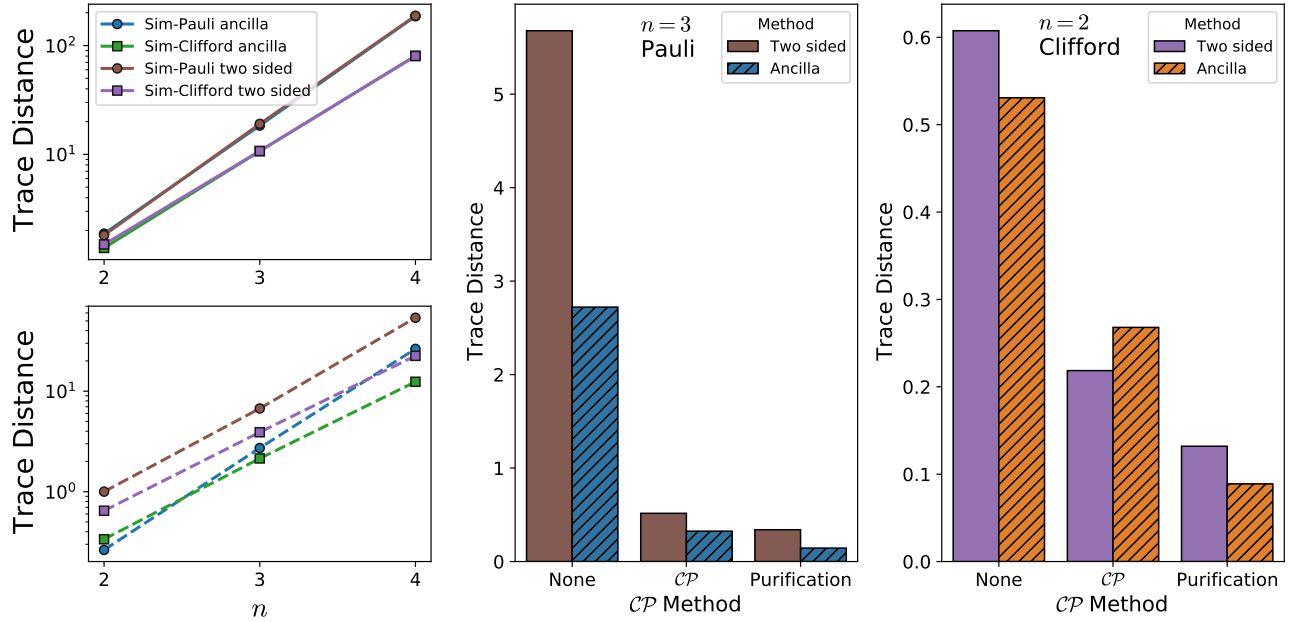 Trace Distance
10²
10¹
Sim-Pauli ancilla
Sim-Clifford ancilla
Sim-Pauli two sided
Sim-Clifford two sided
2
3
4
Trace Distance
10¹
10⁰
2
3
4
n
Trace Distance
5
4
3
2
1
0
n = 3
Pauli
Method
Two sided
Ancilla
None
𝒞𝒫
Purification
𝒞𝒫 Method
Trace Distance
0.6
0.5
0.4
0.3
0.2
0.1
0.0
n = 2
Clifford
Method
Two sided
Ancilla
None
𝒞𝒫
Purification
𝒞𝒫 Method